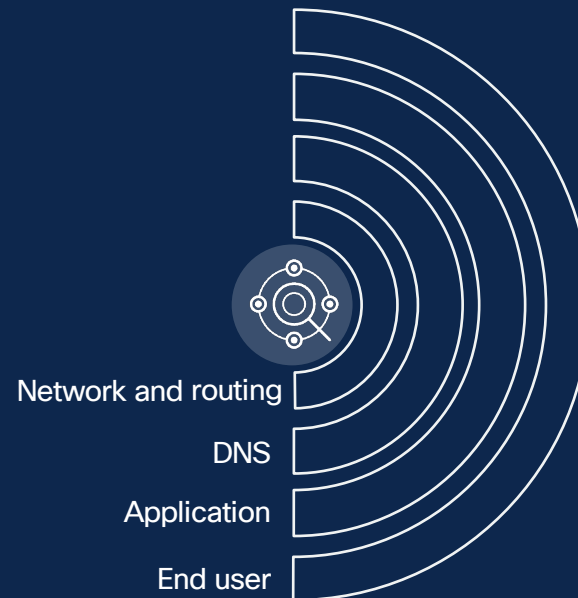 Network and routing
DNS
Application
End user